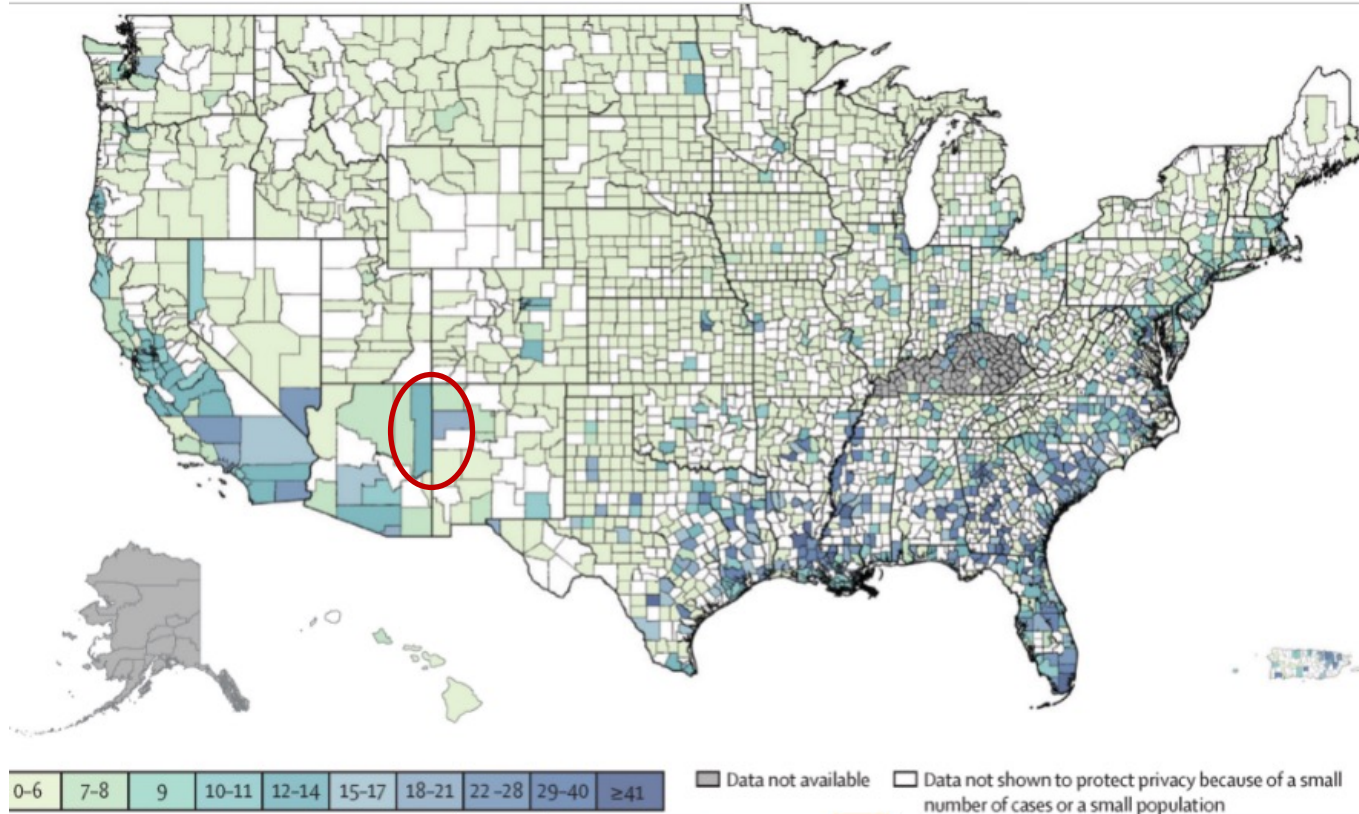 0–6 7–8 9 10–11 12–14 15–17 18–21 22–28 29–40 ≥41
Data not available
Data not shown to protect privacy because of a small
number of cases or a small population